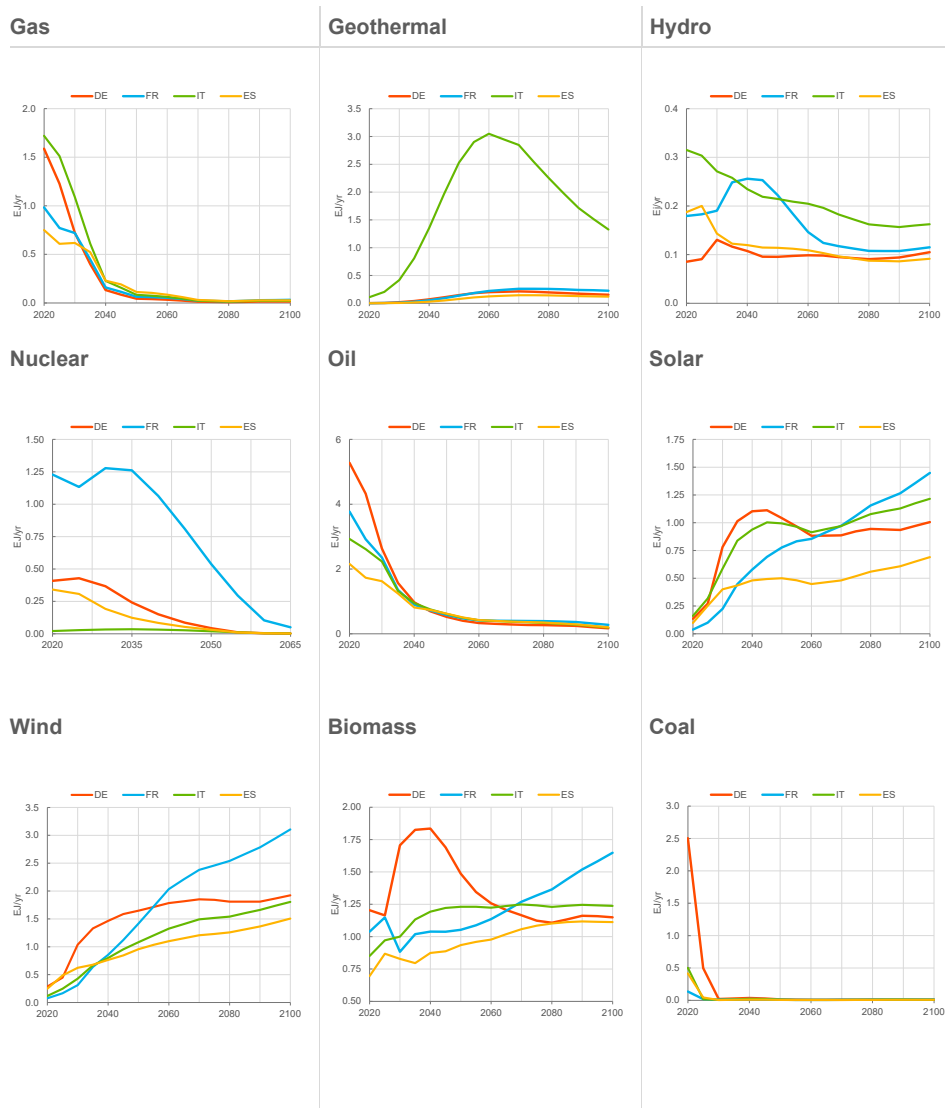 Gas
Geothermal
Hydro
DE FR IT ES
2.0
1.5
1.0
0.5
0.0
EJ/yr
2020 2040 2060 2080 2100
DE FR IT ES
3.5
3.0
2.5
2.0
1.5
1.0
0.5
0.0
EJ/yr
2020 2040 2060 2080 2100
DE FR IT ES
0.4
0.3
0.2
0.1
0.0
Ej/yr
2020 2040 2060 2080 2100
Nuclear
Oil
Solar
DE FR IT ES
1.50
1.25
1.00
0.75
0.50
0.25
0.00
EJ/yr
2020 2035 2050 2065
DE FR IT ES
6
4
2
0
EJ/yr
2020 2040 2060 2080 2100
DE FR IT ES
1.75
1.50
1.25
1.00
0.75
0.50
0.25
0.00
EJ/yr
2020 2040 2060 2080 2100
Wind
Biomass
Coal
DE FR IT ES
3.5
3.0
2.5
2.0
1.5
1.0
0.5
0.0
EJ/yr
2020 2040 2060 2080 2100
DE FR IT ES
2.00
1.75
1.50
1.25
1.00
0.75
0.50
EJ/yr
2020 2040 2060 2080 2100
DE FR IT ES
3.0
2.5
2.0
1.5
1.0
0.5
0.0
EJ/yr
2020 2040 2060 2080 2100